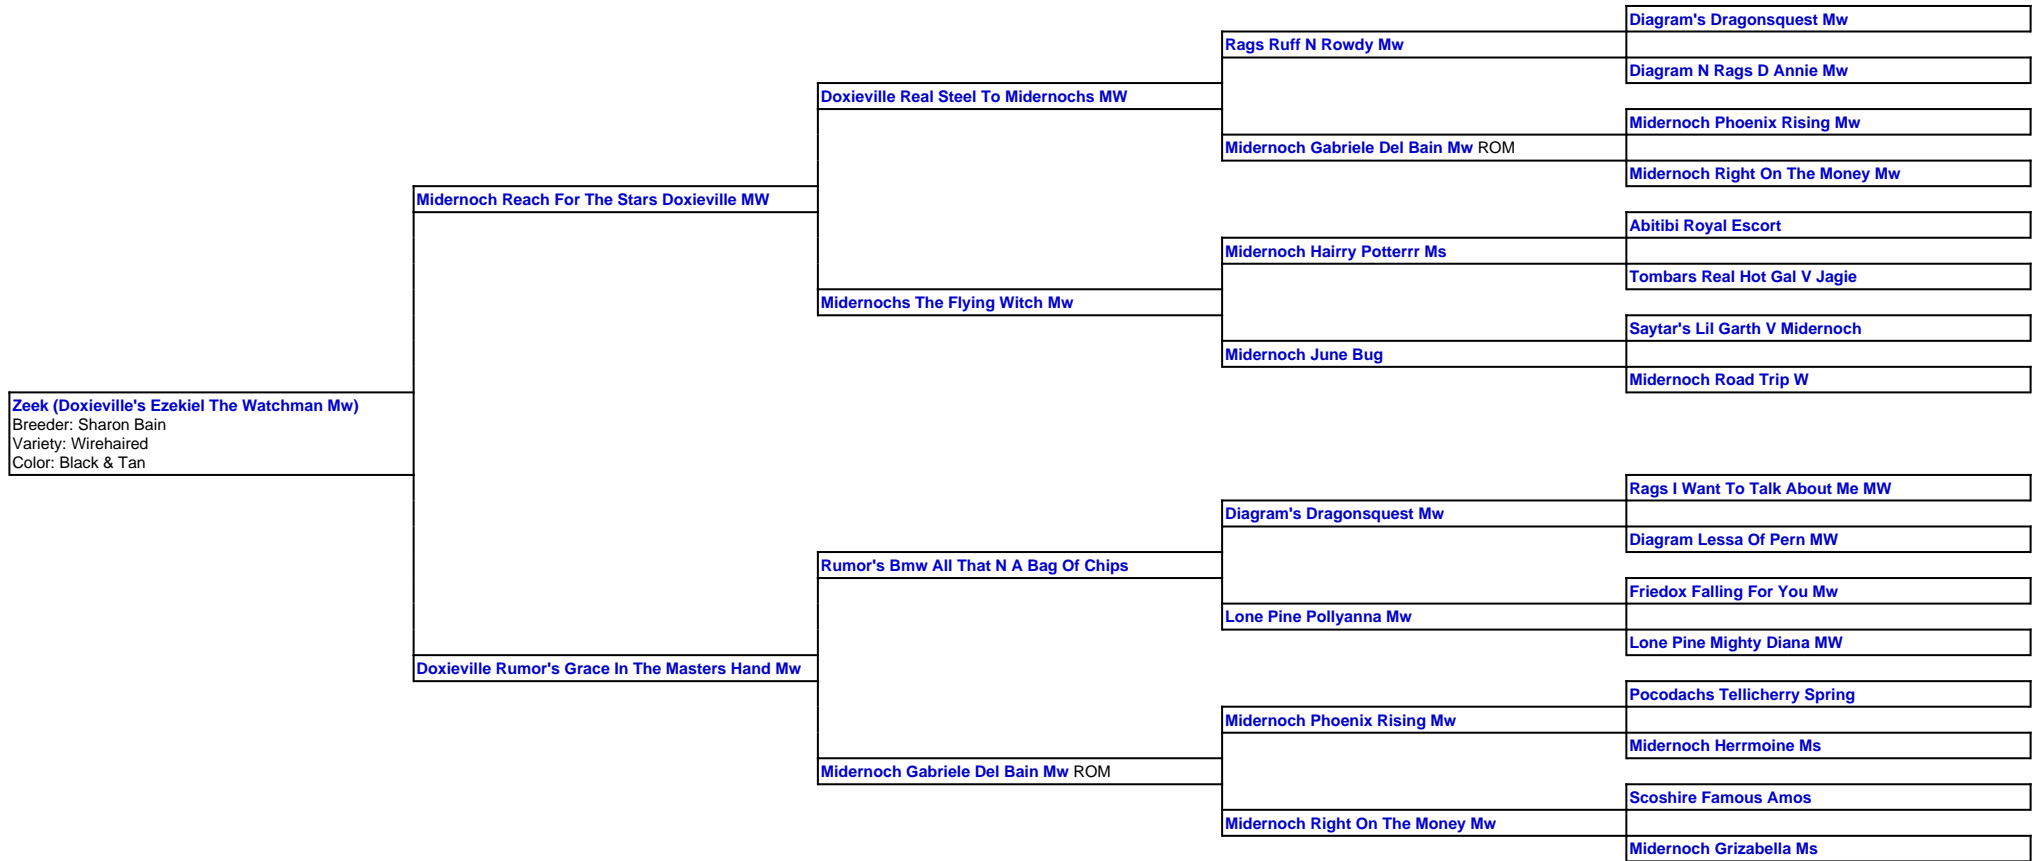 Diagram's Dragonsquest Mw
Rags Ruff N Rowdy Mw
Diagram N Rags D Annie Mw
Doxieville Real Steel To Midernochs MW
Midernoch Phoenix Rising Mw
Midernoch Gabriele Del Bain Mw ROM
Midernoch Right On The Money Mw
Midernoch Reach For The Stars Doxieville MW
Abitibi Royal Escort
Midernoch Hairry Potterrr Ms
Tombars Real Hot Gal V Jagie
Midernochs The Flying Witch Mw
Saytar's Lil Garth V Midernoch
Midernoch June Bug
Midernoch Road Trip W
Zeek (Doxieville's Ezekiel The Watchman Mw)
Breeder: Sharon Bain
Variety: Wirehaired
Color: Black & Tan
Rags I Want To Talk About Me MW
Diagram's Dragonsquest Mw
Diagram Lessa Of Pern MW
Rumor's Bmw All That N A Bag Of Chips
Friedox Falling For You Mw
Lone Pine Pollyanna Mw
Lone Pine Mighty Diana MW
Doxieville Rumor's Grace In The Masters Hand Mw
Pocodachs Tellicherry Spring
Midernoch Phoenix Rising Mw
Midernoch Herrmoine Ms
Midernoch Gabriele Del Bain Mw ROM
Scoshire Famous Amos
Midernoch Right On The Money Mw
Midernoch Grizabella Ms